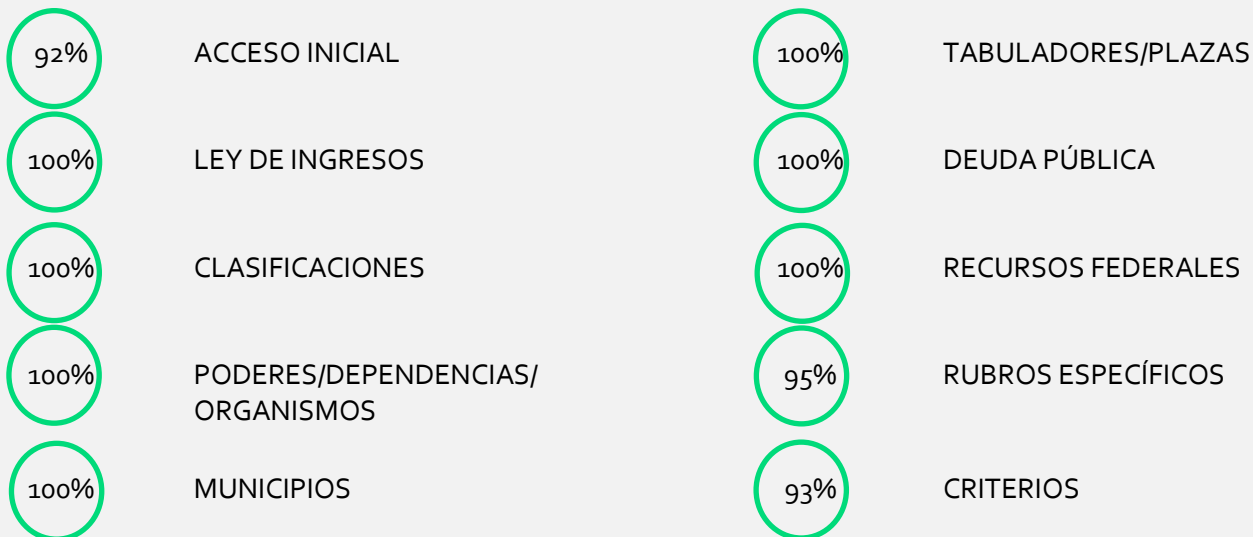 92% ACCESO INICIAL
100% LEY DE INGRESOS
100% CLASIFICACIONES
100% PODERES/DEPENDENCIAS/
ORGANISMOS
100% MUNICIPIOS
100% TABULADORES/PLAZAS
100% DEUDA PÚBLICA
100% RECURSOS FEDERALES
95% RUBROS ESPECÍFICOS
93% CRITERIOS